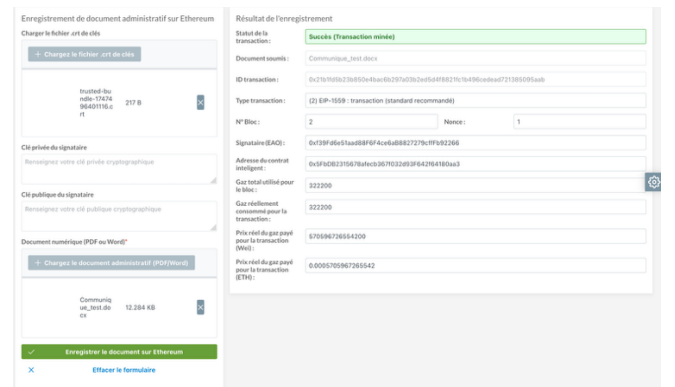 Enregistrement de document administratif sur Ethereum
Charger le fichier .crt de clés
+ Chargez le fichier .crt de clés
trusted-bu
ndle-17474
96401116.c
rt
217 B
Clé privée du signataire
Renseignez votre clé privée cryptographique
Clé publique du signataire
Renseignez votre clé publique cryptographique
Document numérique (PDF ou Word)*
+ Chargez le document administratif (PDF/Word)
Communiq
ue_test.do
cx
12.284 KB
Enregistrer le document sur Ethereum
Effacer le formulaire
Résultat de l'enregistrement
Statut de la
transaction :
Succès (Transaction minée)
Document soumis :
Communique_test.docx
ID transaction :
Type transaction :
(2) EIP-1559 : transaction (standard recommandé)
N° Bloc :
2
Nonce :
1
Signataire (EAO) :
0xf39Fd6e51aad88F6F4ce6aB8827279cffFb92266
Adresse du contrat
inteligent :
0x5FbDB2315678afecb367f032d93F642f64180aa3
Gaz total utilisé pour
le bloc :
322200
Gaz réellement
consommé pour la
transaction :
322200
Prix réel du gaz payé
pour la transaction
(Wei) :
570596726554200
Prix réel du gaz payé
pour la transaction
(ETH) :
0.0005705967265542